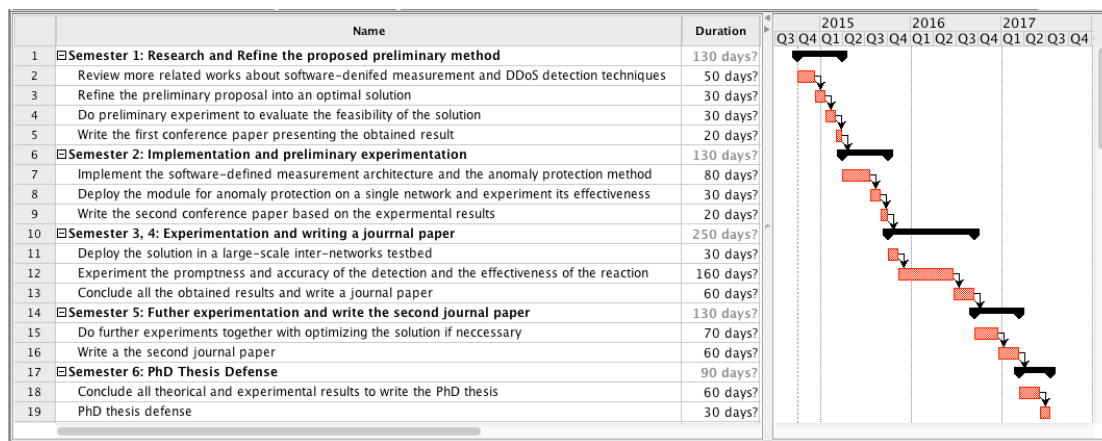 Name Duration
2015 2016 2017
Q3 Q4 Q1 Q2 Q3 Q4 Q1 Q2 Q3 Q4 Q1 Q2 Q3 Q4
1 Semester 1: Research and Refine the proposed preliminary method 130 days?
2 Review more related works about software-denifed measurement and DDoS detection techniques 50 days?
3 Refine the preliminary proposal into an optimal solution 30 days?
4 Do preliminary experiment to evaluate the feasibility of the solution 30 days?
5 Write the first conference paper presenting the obtained result 20 days?
6 Semester 2: Implementation and preliminary experimentation 130 days?
7 Implement the software-defined measurement architecture and the anomaly protection method 80 days?
8 Deploy the module for anomaly protection on a single network and experiment its effectiveness 30 days?
9 Write the second conference paper based on the expermental results 20 days?
10 Semester 3, 4: Experimentation and writing a jourrnal paper 250 days?
11 Deploy the solution in a large-scale inter-networks testbed 30 days?
12 Experiment the promptness and accuracy of the detection and the effectiveness of the reaction 160 days?
13 Conclude all the obtained results and write a journal paper 60 days?
14 Semester 5: Futher experimentation and write the second journal paper 130 days?
15 Do further experiments together with optimizing the solution if neccessary 70 days?
16 Write a the second journal paper 60 days?
17 Semester 6: PhD Thesis Defense 90 days?
18 Conclude all theorical and experimental results to write the PhD thesis 60 days?
19 PhD thesis defense 30 days?